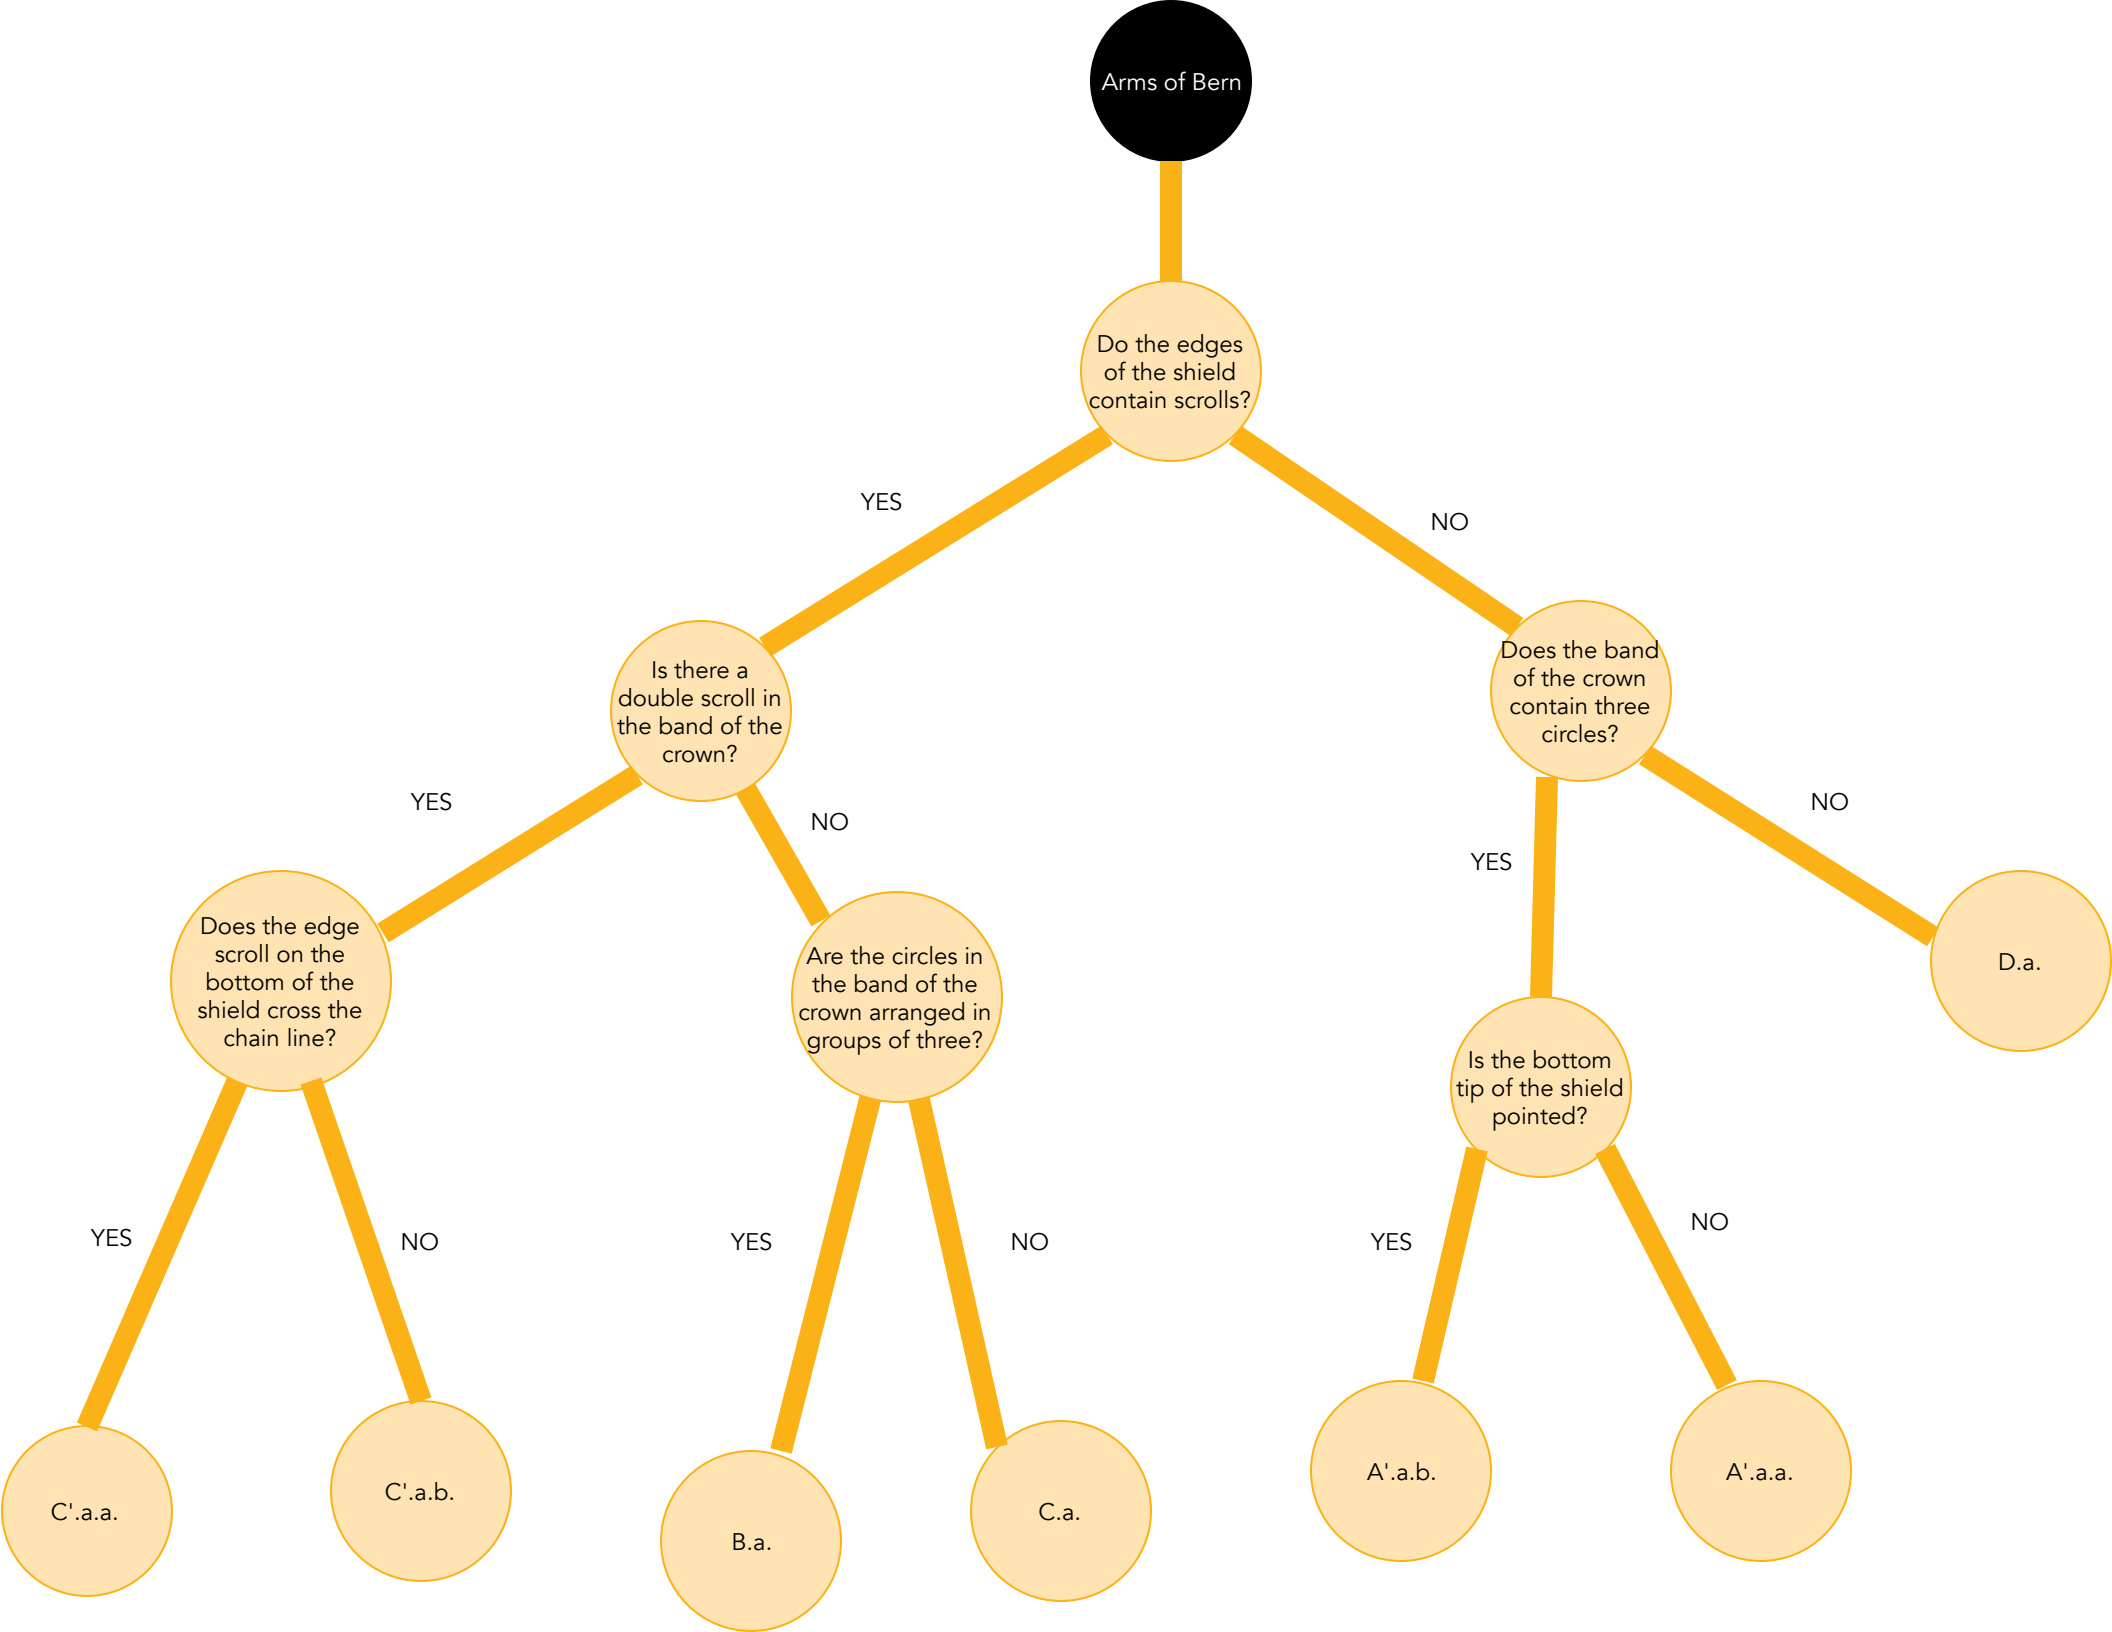 Arms of Bern
Do the edges
of the shield
contain scrolls?
YES
NO
Is there a
double scroll in
the band of the
crown?
Does the band
of the crown
contain three
circles?
YES
NO
YES
NO
Does the edge
scroll on the
bottom of the
shield cross the
chain line?
Are the circles in
the band of the
crown arranged in
groups of three?
Is the bottom
tip of the shield
pointed?
D.a.
YES
NO
YES
NO
YES
NO
C'.a.a.
C'.a.b.
B.a.
C.a.
A'.a.b.
A'.a.a.